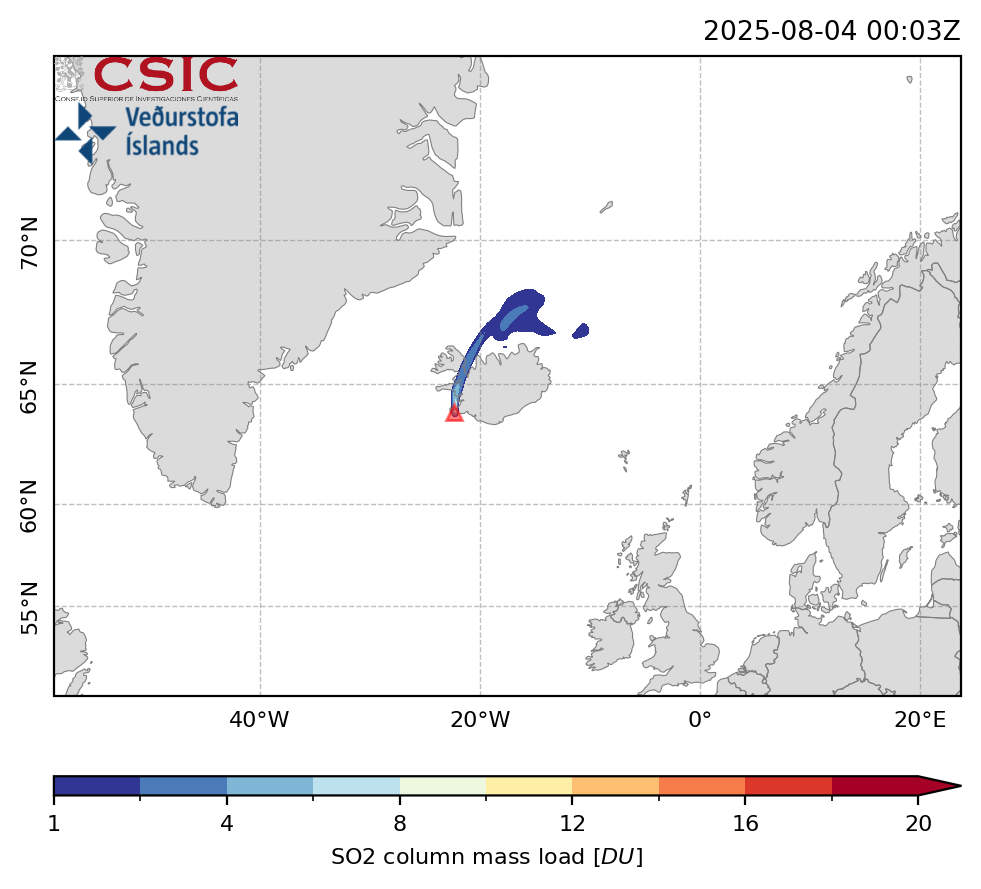 2025-08-04 00:03Z
CSIC
CONSEJO SUPERIOR DE INVESTIGACIONES CIENTÍFICAS
Veðurstofa
Íslands
70°N
65°N
60°N
55°N
40°W 20°W 0° 20°E
1 4 8 12 16 20
SO2 column mass load [DU]